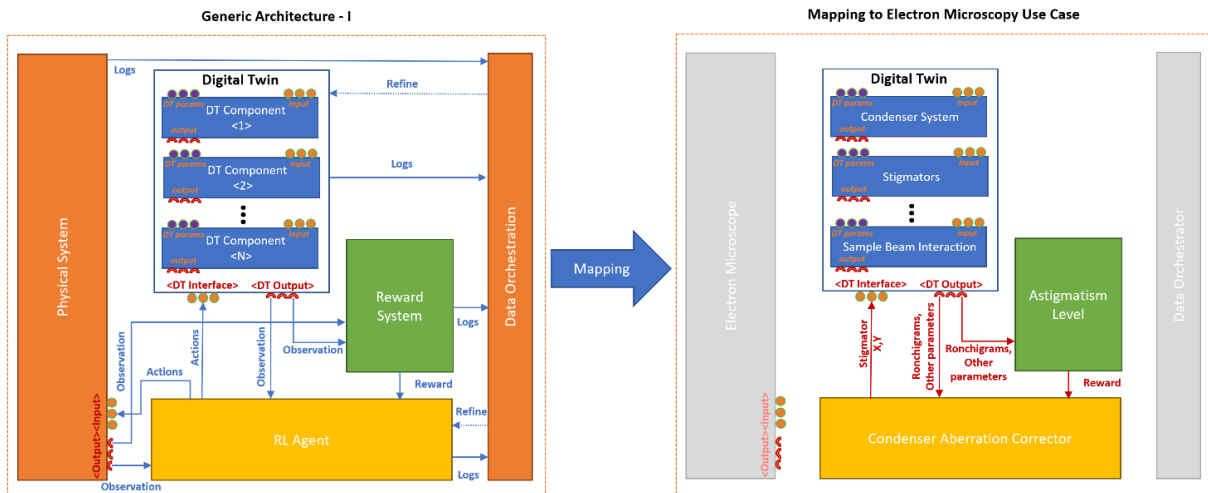 Generic Architecture - I
Physical System
Logs
Digital Twin
DT params
input
DT Component
<1>
output
Refine
DT params
input
DT Component
<2>
output
Logs
DT params
input
DT Component
<N>
output
<DT Interface>
<DT Output>
Reward
System
Logs
Data Orchestration
Observation
Actions
Actions
Observation
Observation
Reward
Refine
<Output><Input>
RL Agent
Observation
Logs
Mapping
Mapping to Electron Microscopy Use Case
Electron Microscope
Digital Twin
DT params
input
Condenser System
output
DT params
input
Stigmators
output
DT params
input
Sample Beam Interaction
output
<DT Interface>
<DT Output>
Astigmatism
Level
Data Orchestrator
Stigmator
X,Y
Ronchigrams,
Other parameters
Ronchigrams,
Other
parameters
Reward
<Output><Input>
Condenser Aberration Corrector